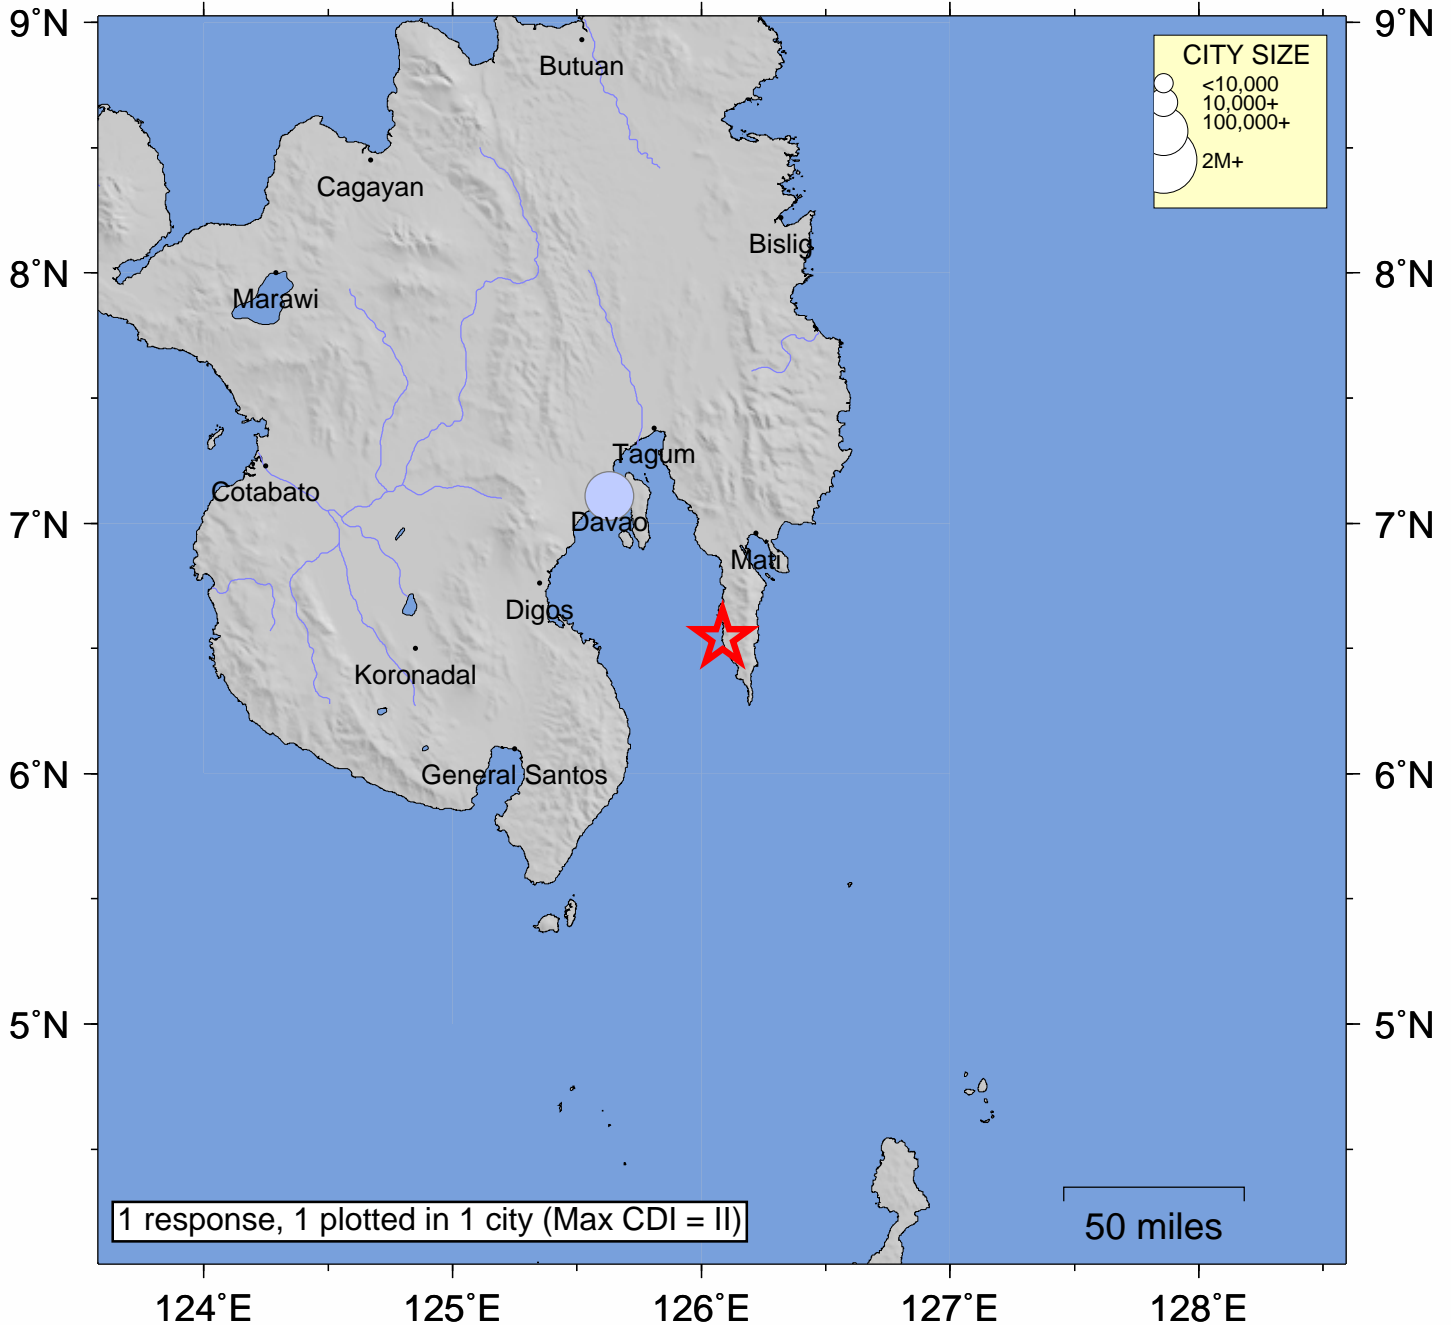 9°N
9°N
CITY SIZE
<10,000
10,000+
100,000+
2M+
Butuan
Cagayan
Bislig
8°N
8°N
Marawi
Tagum
Cotabato
7°N
Davao
7°N
Mati
Digos
Koronadal
6°N
General Santos
6°N
5°N
5°N
1 response, 1 plotted in 1 city (Max CDI = II)
50 miles
124°E
125°E
126°E
127°E
128°E